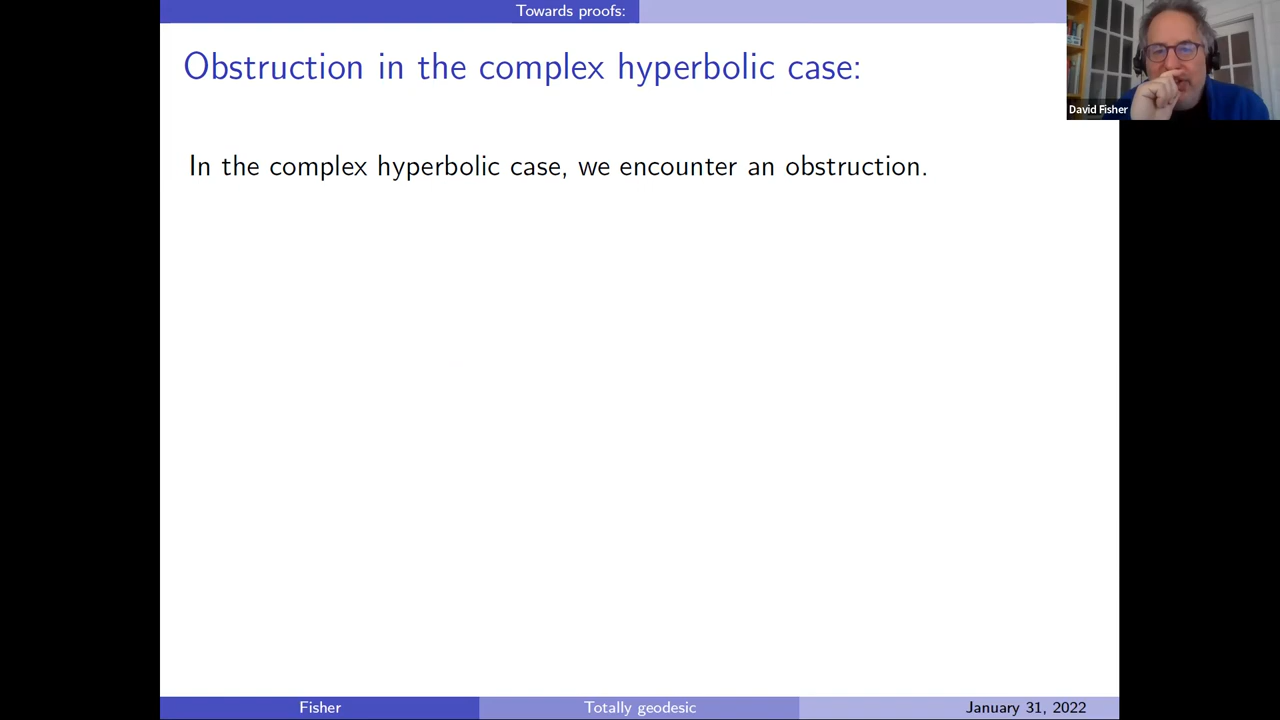 Towards proofs:
Obstruction in the complex hyperbolic case:
In the complex hyperbolic case, we encounter an obstruction.
David Fisher
Fisher
Totally geodesic
January 31, 2022